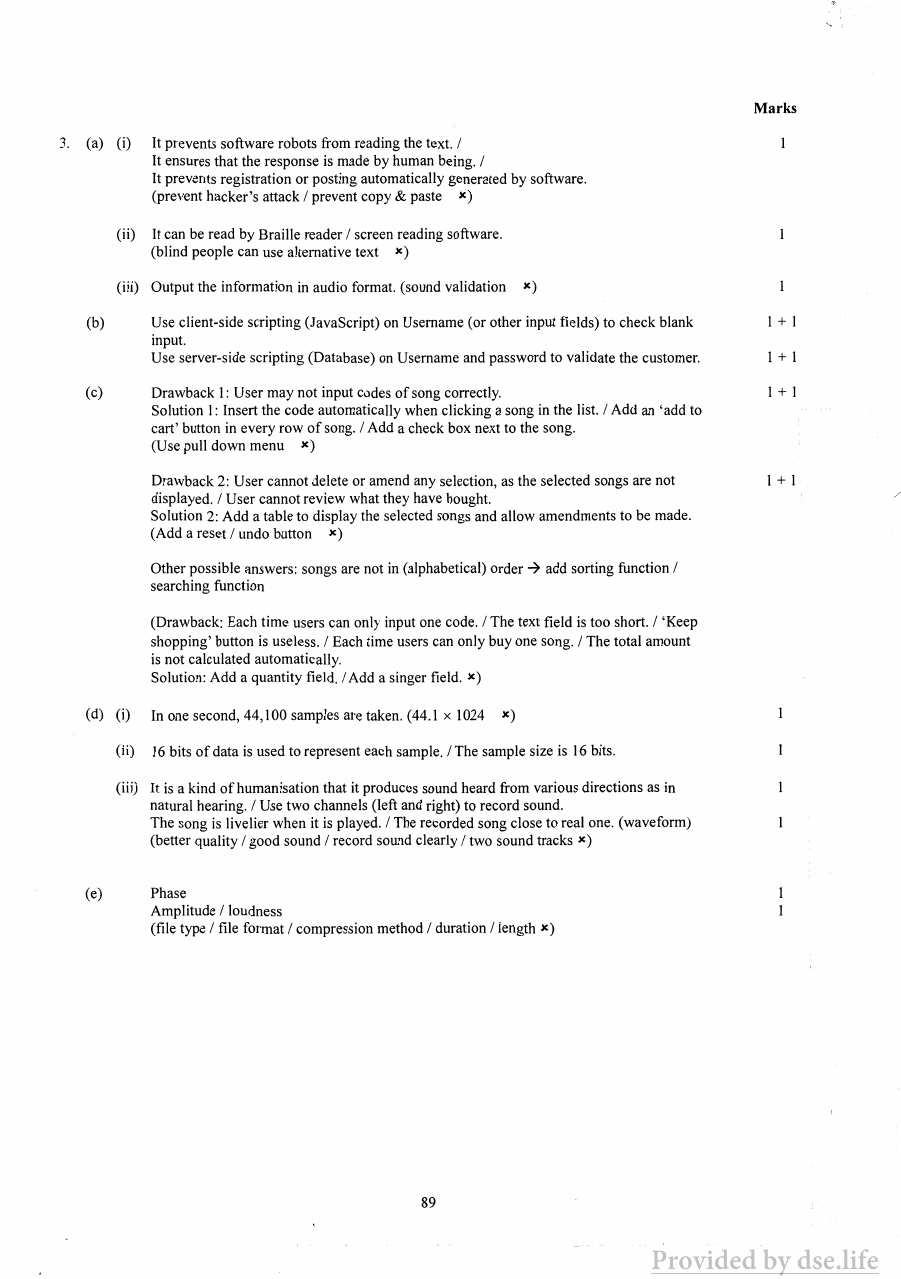 Marks
3. (a) (i) It prevents software robots from reading the text. / 1
It ensures that the response is made by human being. /
It prevents registration or posting automatically generated by software.
(prevent hacker's attack / prevent copy & paste ×)
(ii) It can be read by Braille reader / screen reading software. 1
(blind people can use alternative text ×)
(iii) Output the information in audio format. (sound validation ×) 1
(b) Use client-side scripting (JavaScript) on Username (or other input fields) to check blank 1 + 1
input.
Use server-side scripting (Database) on Username and password to validate the customer. 1 + 1
(c) Drawback 1: User may not input codes of song correctly. 1 + 1
Solution 1: Insert the code automatically when clicking a song in the list. / Add an 'add to
cart' button in every row of song. / Add a check box next to the song.
(Use pull down menu ×)
Drawback 2: User cannot delete or amend any selection, as the selected songs are not 1 + 1
displayed. / User cannot review what they have bought.
Solution 2: Add a table to display the selected songs and allow amendments to be made.
(Add a reset / undo button ×)
Other possible answers: songs are not in (alphabetical) order → add sorting function /
searching function
(Drawback: Each time users can only input one code. / The text field is too short. / 'Keep
shopping' button is useless. / Each time users can only buy one song. / The total amount
is not calculated automatically.
Solution: Add a quantity field. / Add a singer field. ×)
(d) (i) In one second, 44,100 samples are taken. (44.1 x 1024 ×) 1
(ii) 16 bits of data is used to represent each sample. / The sample size is 16 bits. 1
(iii) It is a kind of humanisation that it produces sound heard from various directions as in 1
natural hearing. / Use two channels (left and right) to record sound.
The song is livelier when it is played. / The recorded song close to real one. (waveform) 1
(better quality / good sound / record sound clearly / two sound tracks ×)
(e) Phase 1
Amplitude / loudness 1
(file type / file format / compression method / duration / length ×)
89
Provided by dse.life